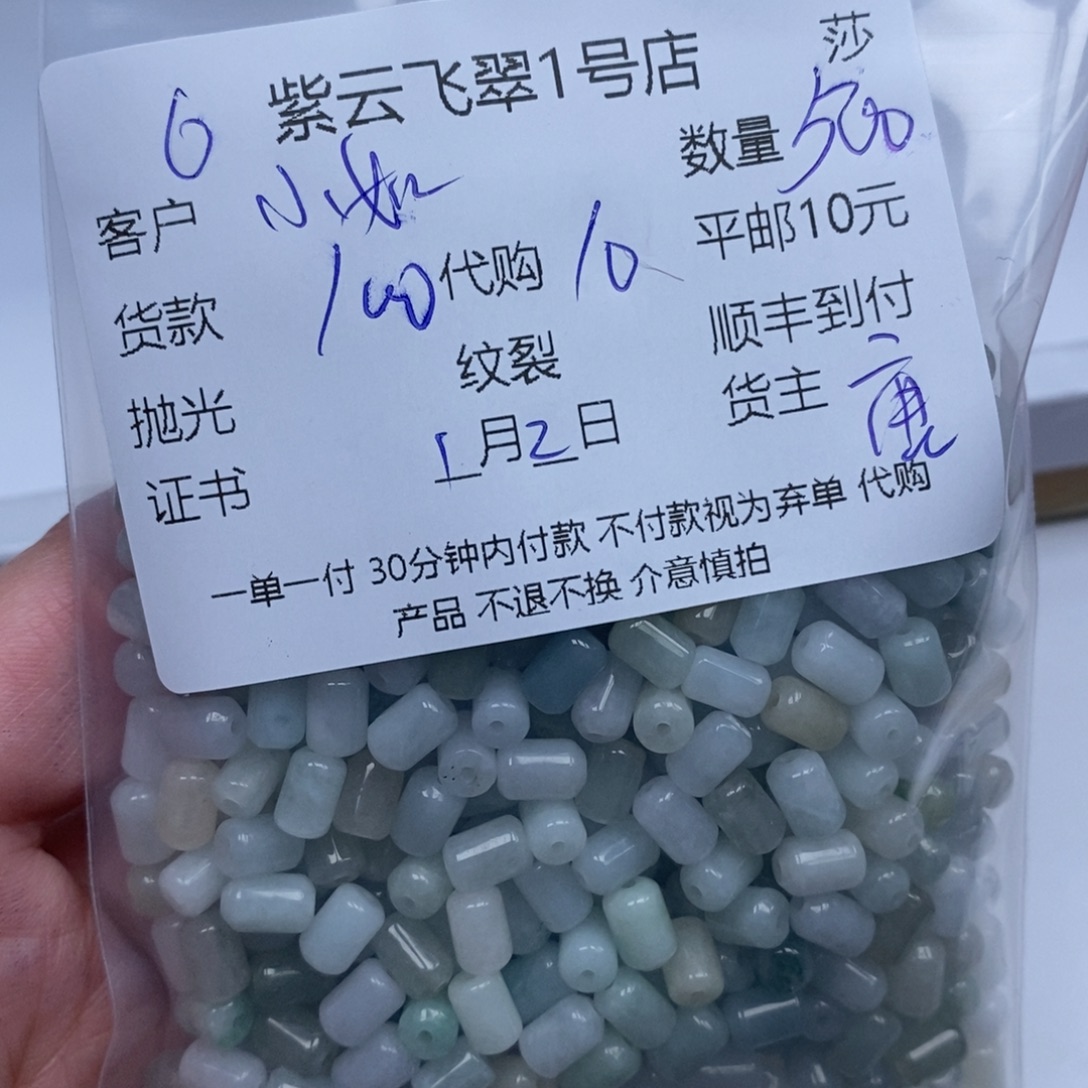 莎
6 紫云飞翠1号店
客户 数量 500
货款 100 代购 10 平邮10元
抛光 纹裂 顺丰到付
证书 1月2日 货主
一单一付 30分钟内付款 不付款视为弃单 代购
产品 不退不换 介意慎拍